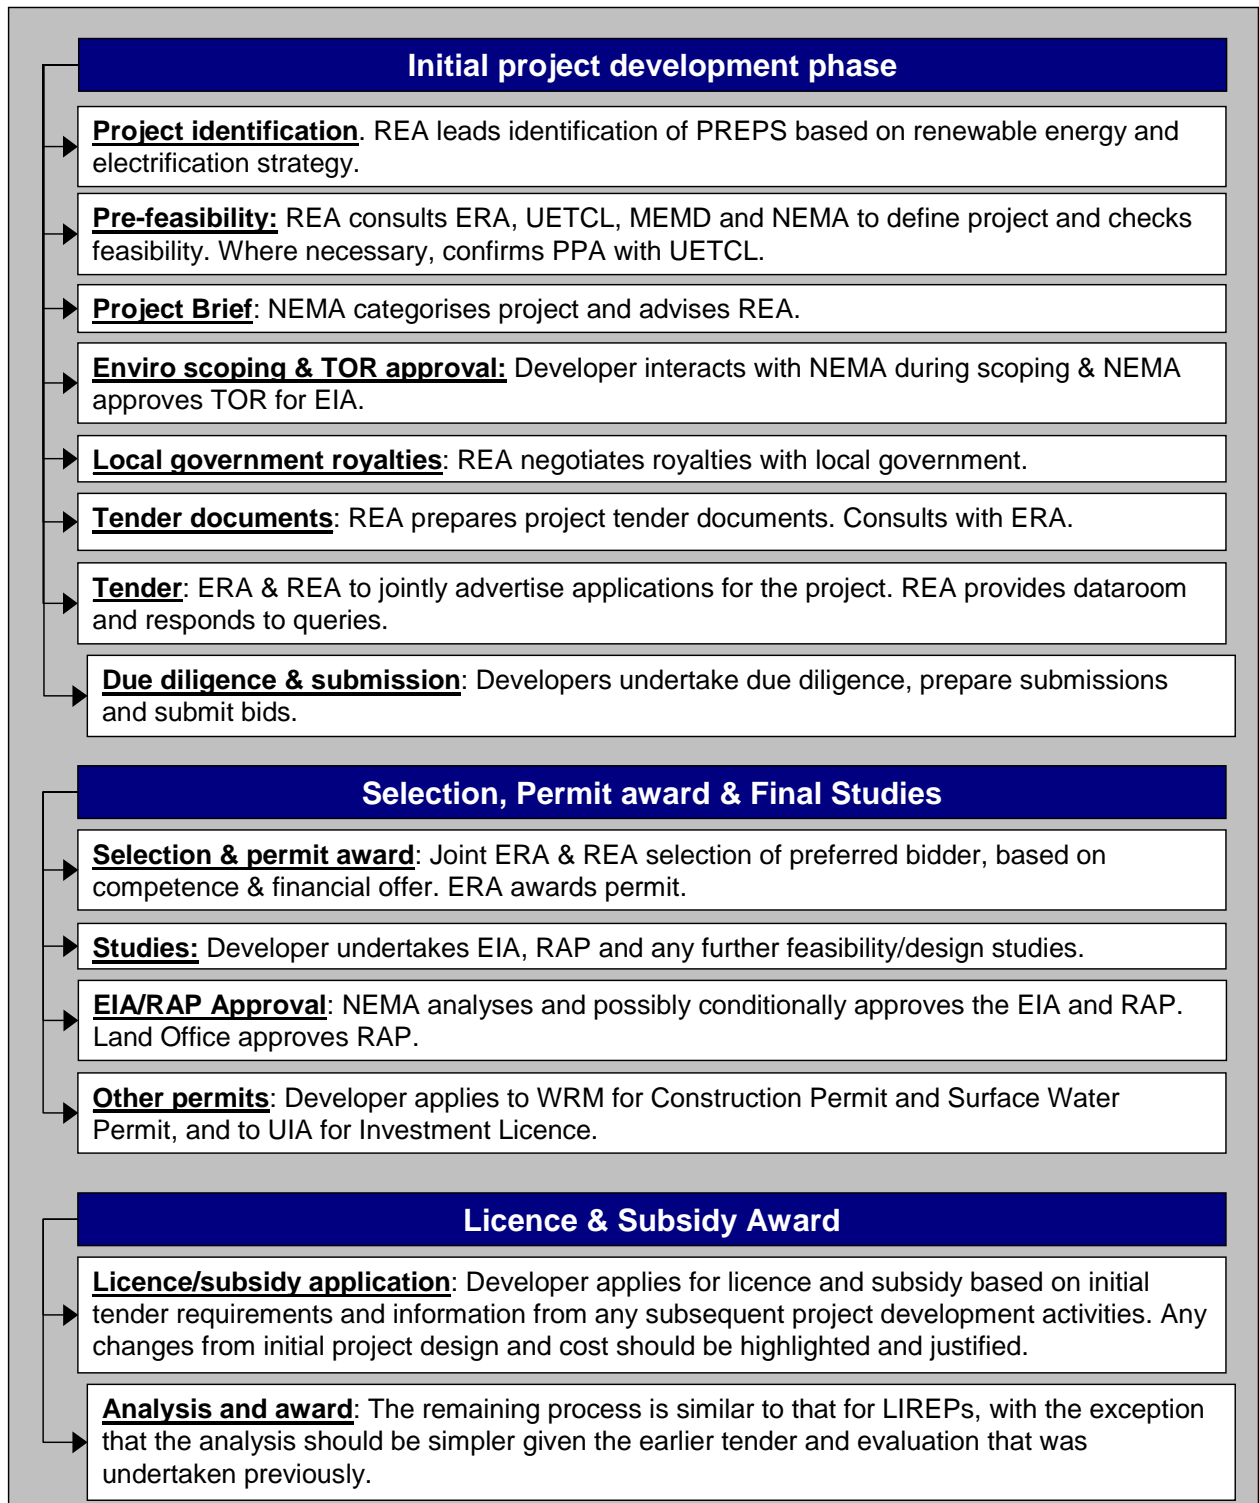 Initial project development phase
Project identification. REA leads identification of PREPS based on renewable energy and
electrification strategy.
Pre-feasibility: REA consults ERA, UETCL, MEMD and NEMA to define project and checks
feasibility. Where necessary, confirms PPA with UETCL.
Project Brief: NEMA categorises project and advises REA.
Enviro scoping & TOR approval: Developer interacts with NEMA during scoping & NEMA
approves TOR for EIA.
Local government royalties: REA negotiates royalties with local government.
Tender documents: REA prepares project tender documents. Consults with ERA.
Tender: ERA & REA to jointly advertise applications for the project. REA provides dataroom
and responds to queries.
Due diligence & submission: Developers undertake due diligence, prepare submissions
and submit bids.
Selection, Permit award & Final Studies
Selection & permit award: Joint ERA & REA selection of preferred bidder, based on
competence & financial offer. ERA awards permit.
Studies: Developer undertakes EIA, RAP and any further feasibility/design studies.
EIA/RAP Approval: NEMA analyses and possibly conditionally approves the EIA and RAP.
Land Office approves RAP.
Other permits: Developer applies to WRM for Construction Permit and Surface Water
Permit, and to UIA for Investment Licence.
Licence & Subsidy Award
Licence/subsidy application: Developer applies for licence and subsidy based on initial
tender requirements and information from any subsequent project development activities. Any
changes from initial project design and cost should be highlighted and justified.
Analysis and award: The remaining process is similar to that for LIREPs, with the exception
that the analysis should be simpler given the earlier tender and evaluation that was
undertaken previously.